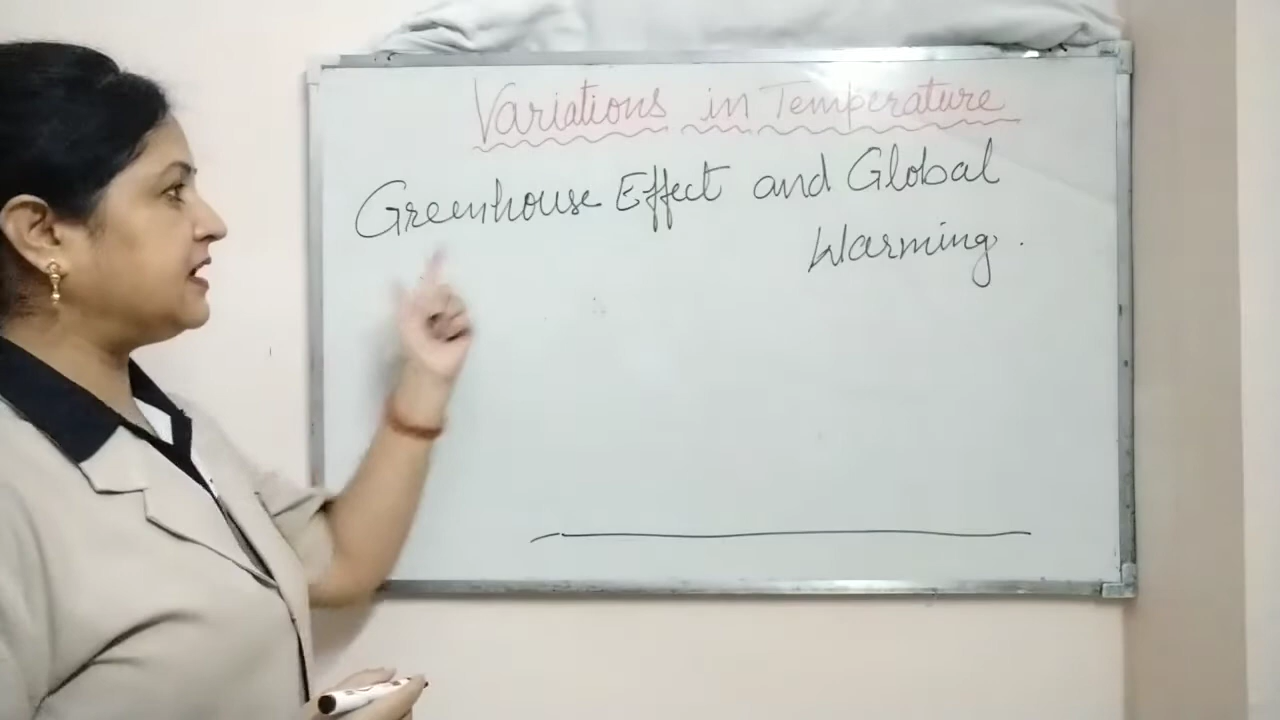 Variations in Temperature
Greenhouse Effect and Global
Warming.